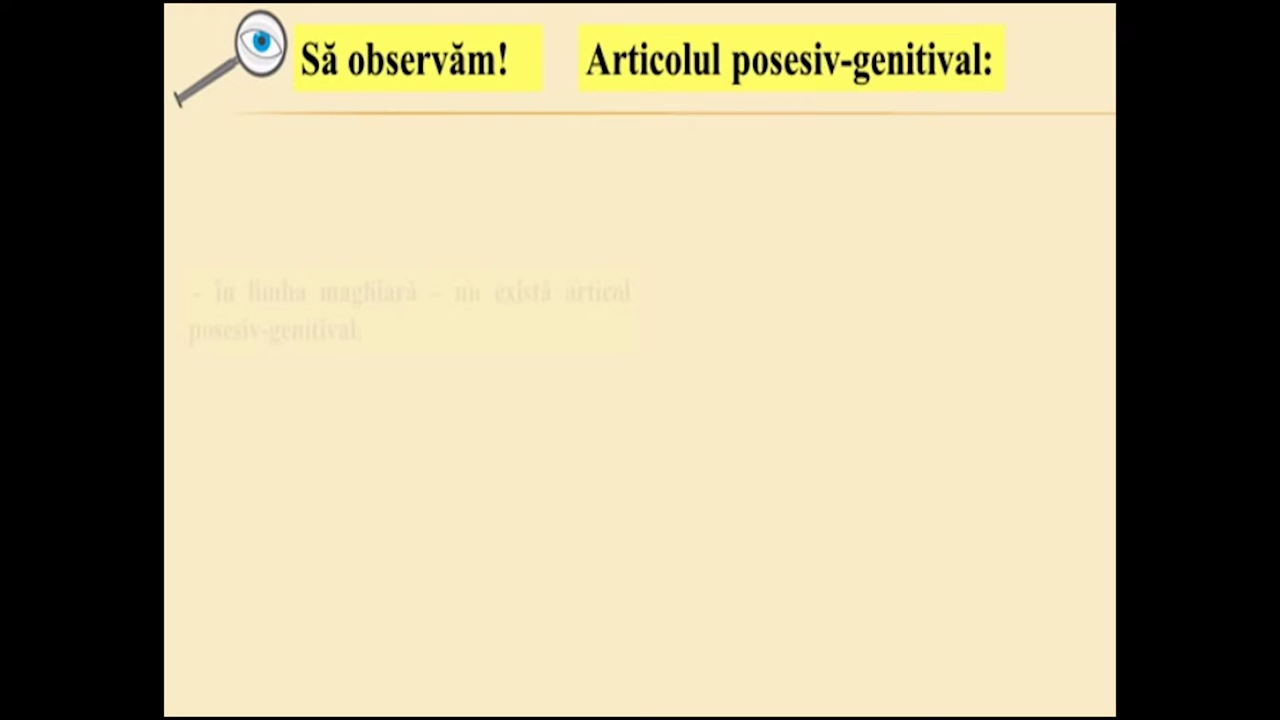 Să observăm! Articolul posesiv-genitival:
- în limba maghiară – nu există articol
posesiv-genitival;